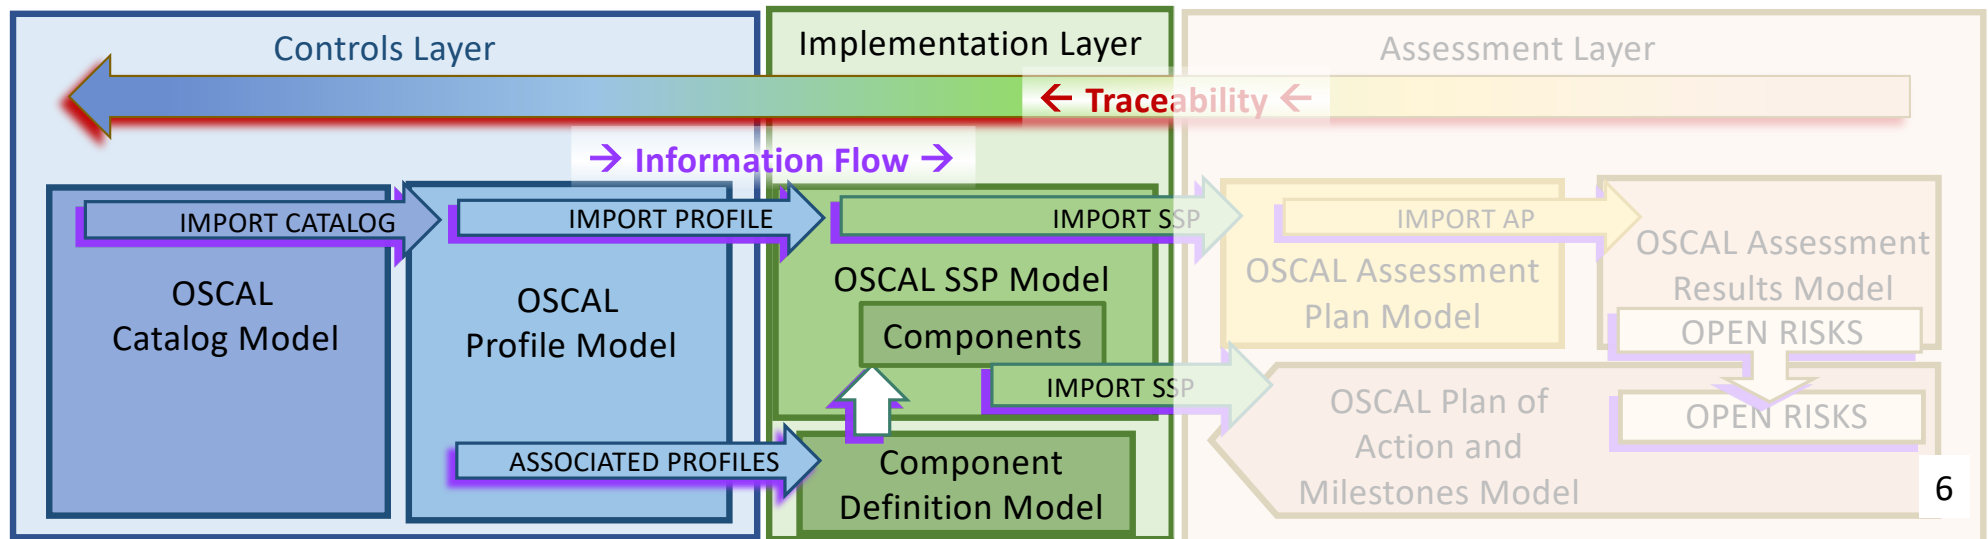 Controls Layer
Implementation Layer
Assessment Layer
← Traceability ←
→ Information Flow →
IMPORT CATALOG
IMPORT PROFILE
IMPORT SSP
IMPORT AP
OSCAL
Catalog Model
OSCAL
Profile Model
OSCAL SSP Model
Components
OSCAL Assessment
Plan Model
OSCAL Assessment
Results Model
OPEN RISKS
IMPORT SSP
OSCAL Plan of
Action and
Milestones Model
OPEN RISKS
ASSOCIATED PROFILES
Component
Definition Model
6